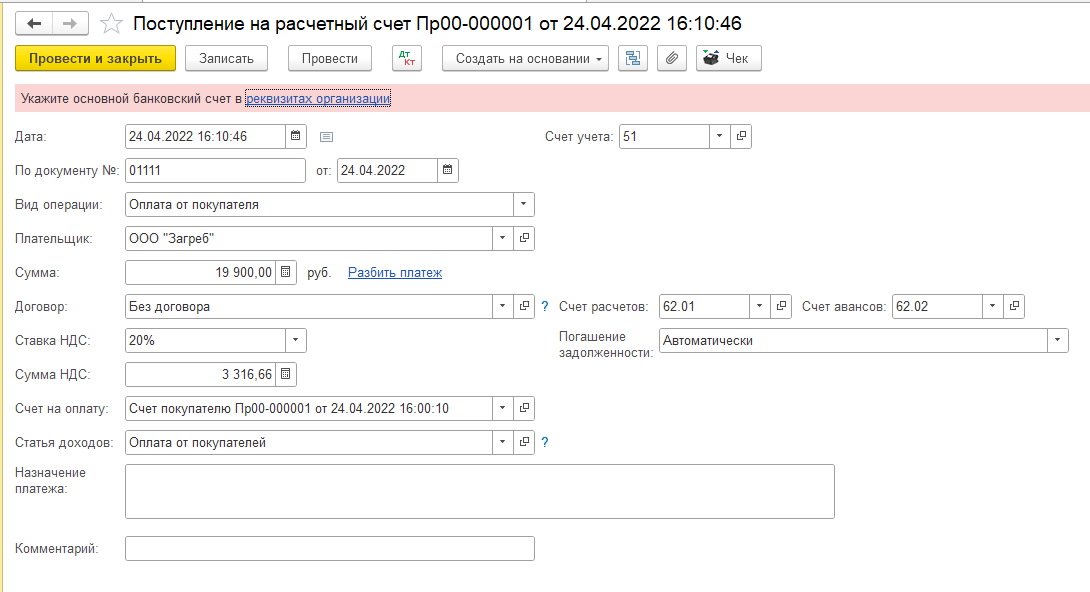 Поступление на расчетный счет Пр00-000001 от 24.04.2022 16:10:46
Провести и закрыть Записать Провести Дт Кт Создать на основании Чек
Укажите основной банковский счет в реквизитах организации
Дата: 24.04.2022 16:10:46 Счет учета: 51
По документу №: 01111 от: 24.04.2022
Вид операции: Оплата от покупателя
Плательщик: ООО "Загреб"
Сумма: 19 900,00 руб. Разбить платеж
Договор: Без договора ? Счет расчетов: 62.01 Счет авансов: 62.02
Ставка НДС: 20% Погашение
задолженности: Автоматически
Сумма НДС: 3 316,66
Счет на оплату: Счет покупателю Пр00-000001 от 24.04.2022 16:00:10
Статья доходов: Оплата от покупателей ?
Назначение
платежа:
Комментарий: